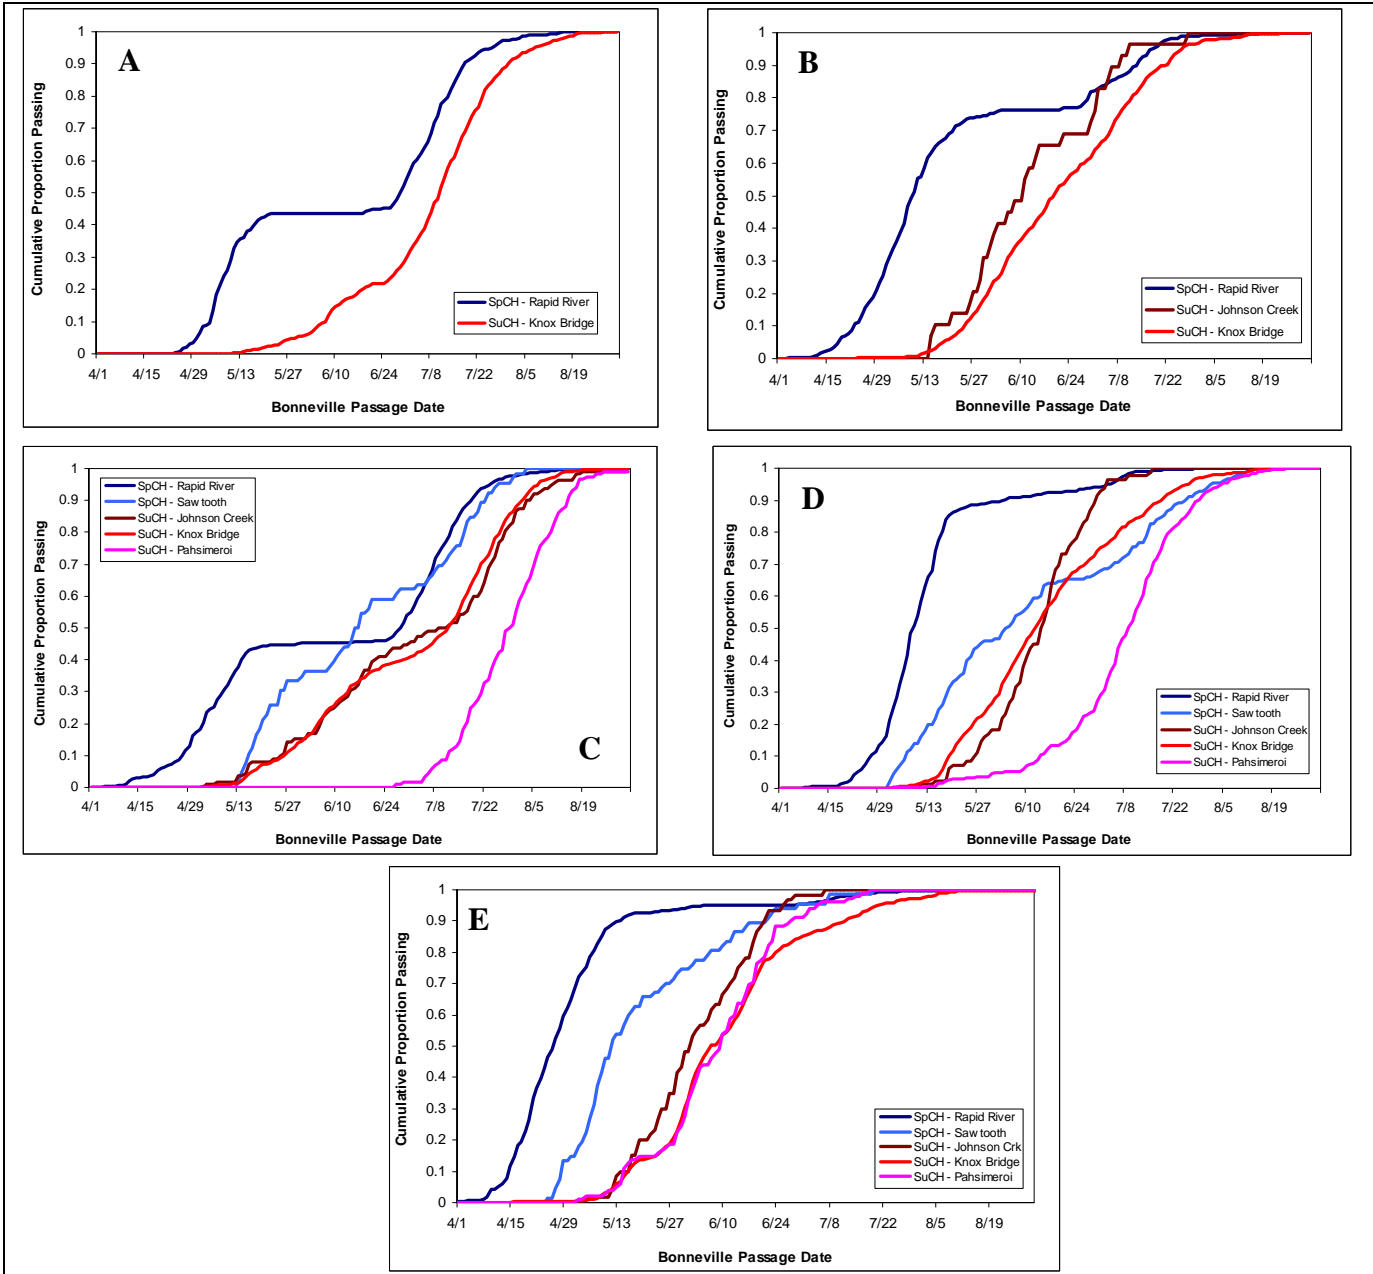 A
Cumulative Proportion Passing
1
0.9
0.8
0.7
0.6
0.5
0.4
0.3
0.2
0.1
0
SpCH - Rapid River
SuCH - Knox Bridge
4/1 4/15 4/29 5/13 5/27 6/10 6/24 7/8 7/22 8/5 8/19
Bonneville Passage Date
B
Cumulative Proportion Passing
1
0.9
0.8
0.7
0.6
0.5
0.4
0.3
0.2
0.1
0
SpCH - Rapid River
SuCH - Johnson Creek
SuCH - Knox Bridge
4/1 4/15 4/29 5/13 5/27 6/10 6/24 7/8 7/22 8/5 8/19
Bonneville Passage Date
C
Cumulative Proportion Passing
1
0.9
0.8
0.7
0.6
0.5
0.4
0.3
0.2
0.1
0
SpCH - Rapid River
SpCH - Sawtooth
SuCH - Johnson Creek
SuCH - Knox Bridge
SuCH - Pahsimeroi
4/1 4/15 4/29 5/13 5/27 6/10 6/24 7/8 7/22 8/5 8/19
Bonneville Passage Date
D
Cumulative Proportion Passing
1
0.9
0.8
0.7
0.6
0.5
0.4
0.3
0.2
0.1
0
SpCH - Rapid River
SpCH - Sawtooth
SuCH - Johnson Creek
SuCH - Knox Bridge
SuCH - Pahsimeroi
4/1 4/15 4/29 5/13 5/27 6/10 6/24 7/8 7/22 8/5 8/19
Bonneville Passage Date
E
Cumulative Proportion Passing
1
0.9
0.8
0.7
0.6
0.5
0.4
0.3
0.2
0.1
0
SpCH - Rapid River
SpCH - Sawtooth
SuCH - Johnson Crk
SuCH - Knox Bridge
SuCH - Pahsimeroi
4/1 4/15 4/29 5/13 5/27 6/10 6/24 7/8 7/22 8/5 8/19
Bonneville Passage Date